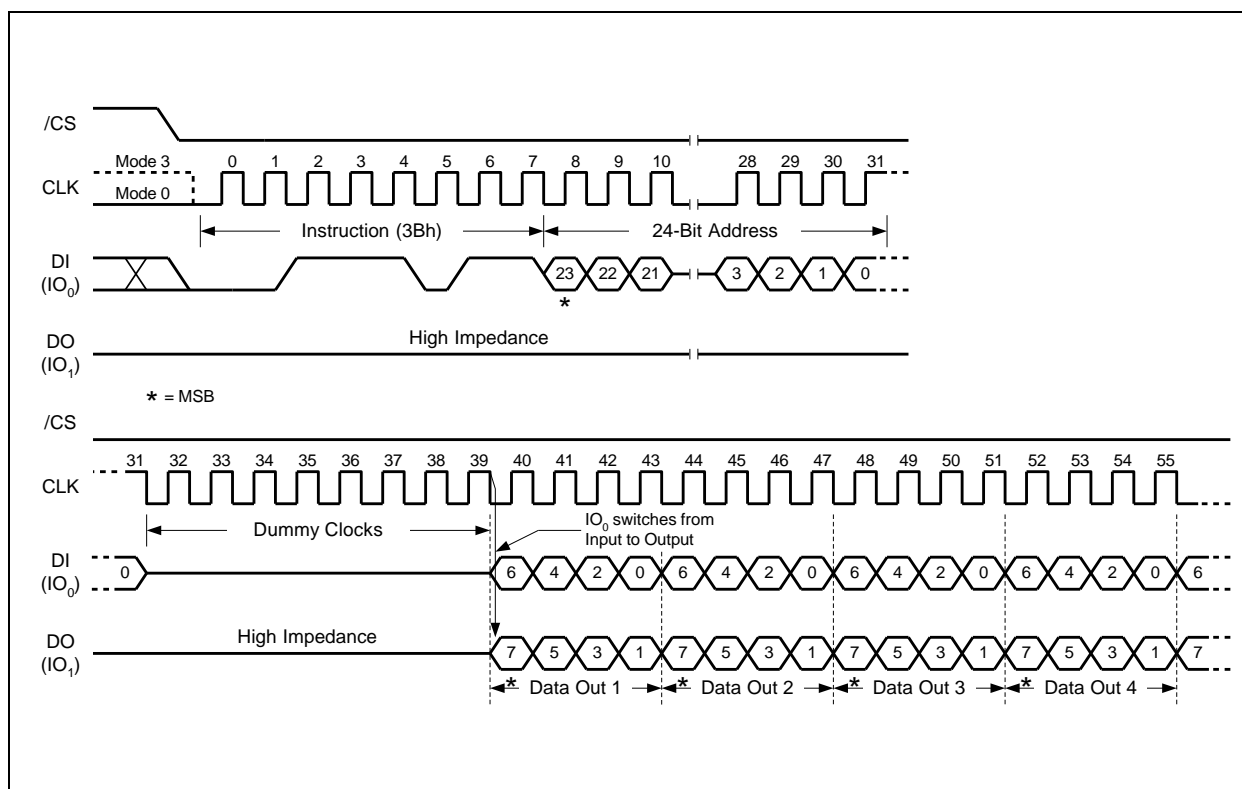 /CS
Mode 3 0 1 2 3 4 5 6 7 8 9 10 28 29 30 31
CLK
Mode 0
Instruction (3Bh) 24-Bit Address
DI
(IO0)
23 22 21 3 2 1 0
*
DO
(IO1)
High Impedance
* = MSB
/CS
31 32 33 34 35 36 37 38 39 40 41 42 43 44 45 46 47 48 49 50 51 52 53 54 55
CLK
Dummy Clocks
IO0 switches from
Input to Output
DI
(IO0)
0 6 4 2 0 6 4 2 0 6 4 2 0 6 4 2 0 6
DO
(IO1)
High Impedance
7 5 3 1 7 5 3 1 7 5 3 1 7 5 3 1 7
* Data Out 1 * Data Out 2 * Data Out 3 * Data Out 4